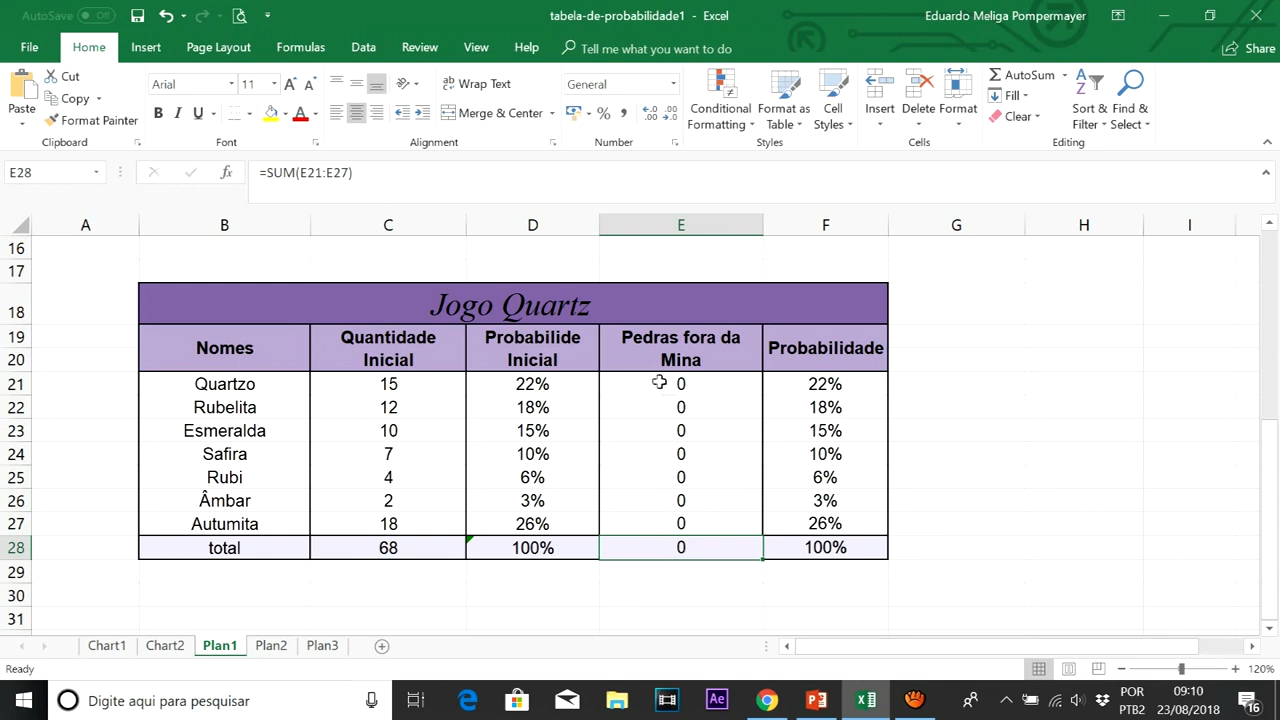 AutoSave Off
tabela-de-probabilidade1 - Excel
Eduardo Meliga Pompermayer
File Home Insert Page Layout Formulas Data Review View Help Tell me what you want to do Share
Paste
Cut
Copy
Format Painter
Clipboard
Arial 11
B I U
Font
Wrap Text
Merge & Center
Alignment
General
Number
Conditional Formatting
Format as Table
Cell Styles
Styles
Insert Delete Format
Cells
AutoSum
Fill
Clear
Sort & Filter
Find & Select
Editing
E28 fx =SUM(E21:E27)
A B C D E F G H I
16
17
18 Jogo Quartz
19 Quantidade Probabilide Pedras fora da
Nomes Probabilidade
20 Inicial Inicial Mina
21 Quartzo 15 22% 0 22%
22 Rubelita 12 18% 0 18%
23 Esmeralda 10 15% 0 15%
24 Safira 7 10% 0 10%
25 Rubi 4 6% 0 6%
26 Âmbar 2 3% 0 3%
27 Autumita 18 26% 0 26%
28 total 68 100% 0 100%
29
30
31
Chart1 Chart2 Plan1 Plan2 Plan3
Ready
120%
Digite aqui para pesquisar
POR
PTB2
09:10
23/08/2018
16